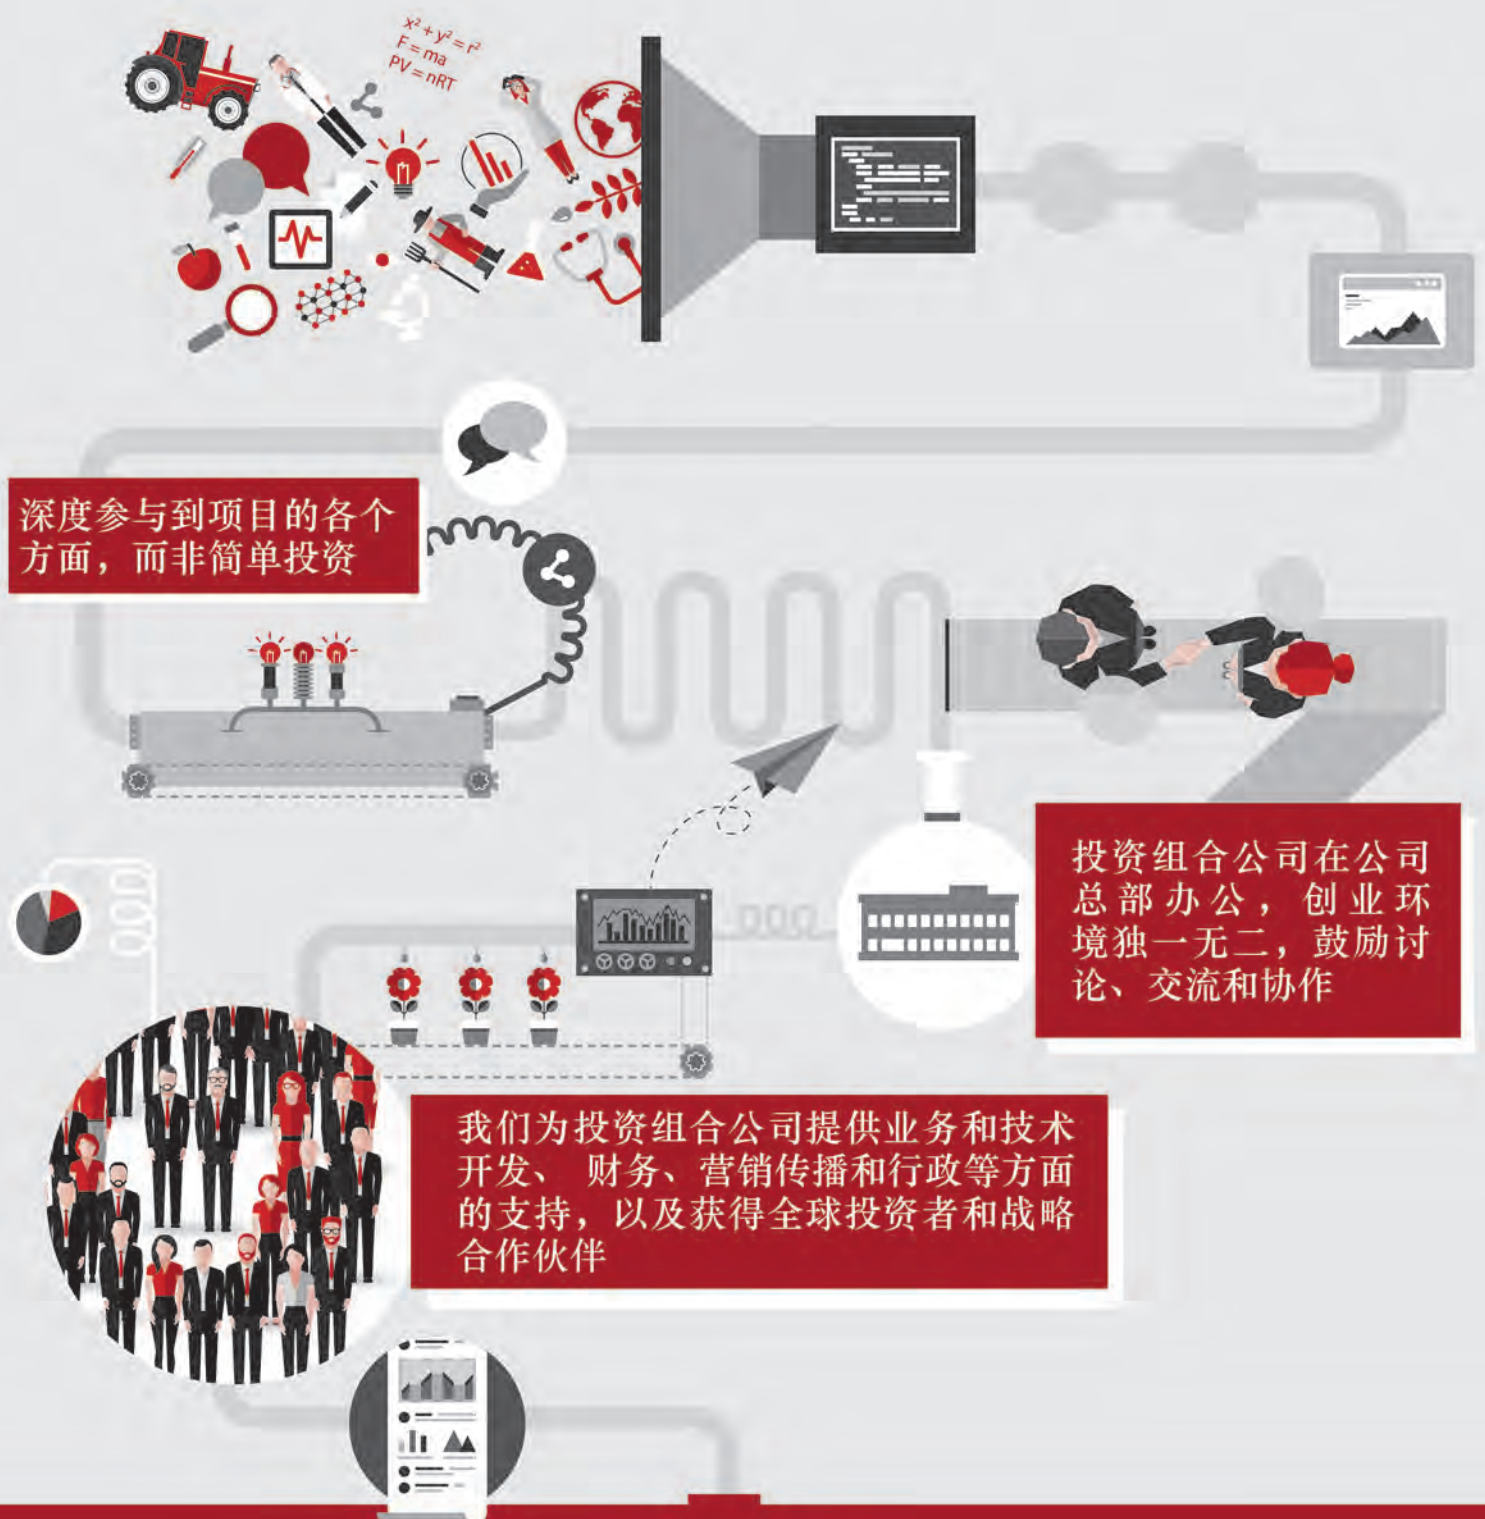 x² + y² = r²
F = ma
PV = nRT
深度参与到项目的各个
方面，而非简单投资
投资组合公司在公司
总部办公，创业环
境独一无二，鼓励讨
论、交流和协作
我们为投资组合公司提供业务和技术
开发、 财务、营销传播和行政等方面
的支持，以及获得全球投资者和战略
合作伙伴